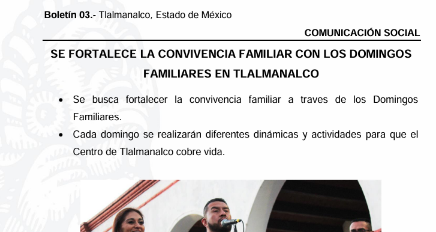 Boletín 03.- Tlalmanalco, Estado de México
COMUNICACIÓN SOCIAL
SE FORTALECE LA CONVIVENCIA FAMILIAR CON LOS DOMINGOS
FAMILIARES EN TLALMANALCO
• Se busca fortalecer la convivencia familiar a traves de los Domingos
Familiares.
• Cada domingo se realizarán diferentes dinámicas y actividades para que el
Centro de Tlalmanalco cobre vida.